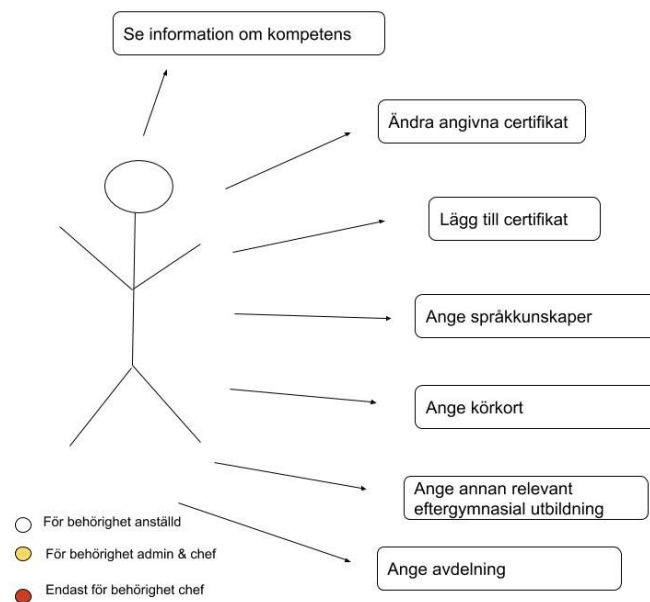 Se information om kompetens
Ändra angivna certifikat
Lägg till certifikat
Ange språkkunskaper
Ange körkort
Ange annan relevant
eftergymnasial utbildning
Ange avdelning
För behörighet anställd
För behörighet admin & chef
Endast för behörighet chef